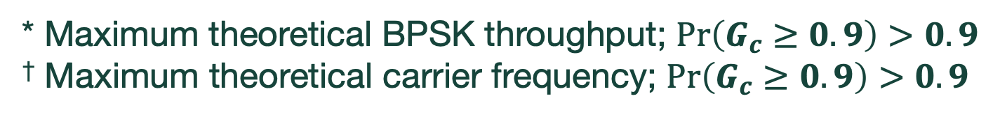 * Maximum theoretical BPSK throughput; Pr(G_c ≥ 0.9) > 0.9
† Maximum theoretical carrier frequency; Pr(G_c ≥ 0.9) > 0.9